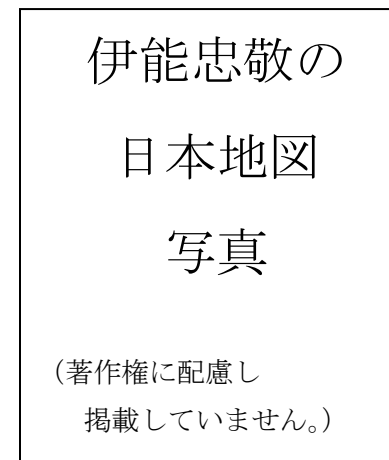 伊能忠敬の
日本地図
写真
（著作権に配慮し
掲載していません。）